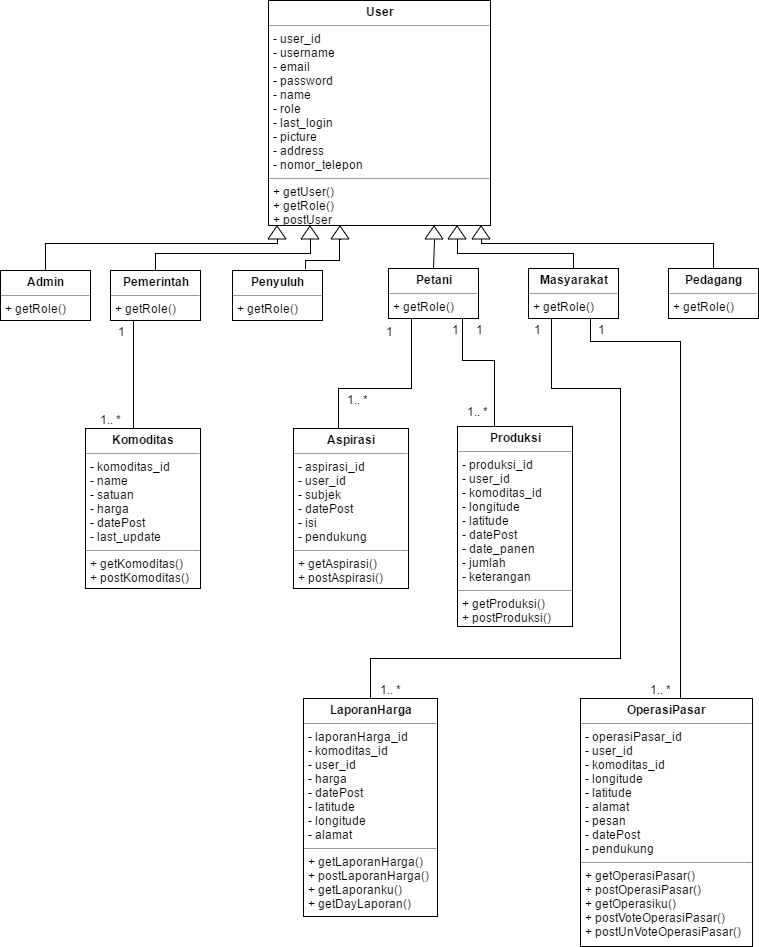 User
- user_id
- username
- email
- password
- name
- role
- last_login
- picture
- address
- nomor_telepon
+ getUser()
+ getRole()
+ postUser
Admin
+ getRole()
Pemerintah
+ getRole()
Penyuluh
+ getRole()
Petani
+ getRole()
Masyarakat
+ getRole()
Pedagang
+ getRole()
1
1
1
1
1
1
1.. *
1.. *
1.. *
Komoditas
- komoditas_id
- name
- satuan
- harga
- datePost
- last_update
+ getKomoditas()
+ postKomoditas()
Aspirasi
- aspirasi_id
- user_id
- subjek
- datePost
- isi
- pendukung
+ getAspirasi()
+ postAspirasi()
Produksi
- produksi_id
- user_id
- komoditas_id
- longitude
- latitude
- datePost
- date_panen
- jumlah
- keterangan
+ getProduksi()
+ postProduksi()
1.. *
1.. *
LaporanHarga
- laporanHarga_id
- komoditas_id
- user_id
- harga
- datePost
- latitude
- longitude
- alamat
+ getLaporanHarga()
+ postLaporanHarga()
+ getLaporanku()
+ getDayLaporan()
OperasiPasar
- operasiPasar_id
- user_id
- komoditas_id
- longitude
- latitude
- alamat
- pesan
- datePost
- pendukung
+ getOperasiPasar()
+ postOperasiPasar()
+ getOperasiku()
+ postVoteOperasiPasar()
+ postUnVoteOperasiPasar()